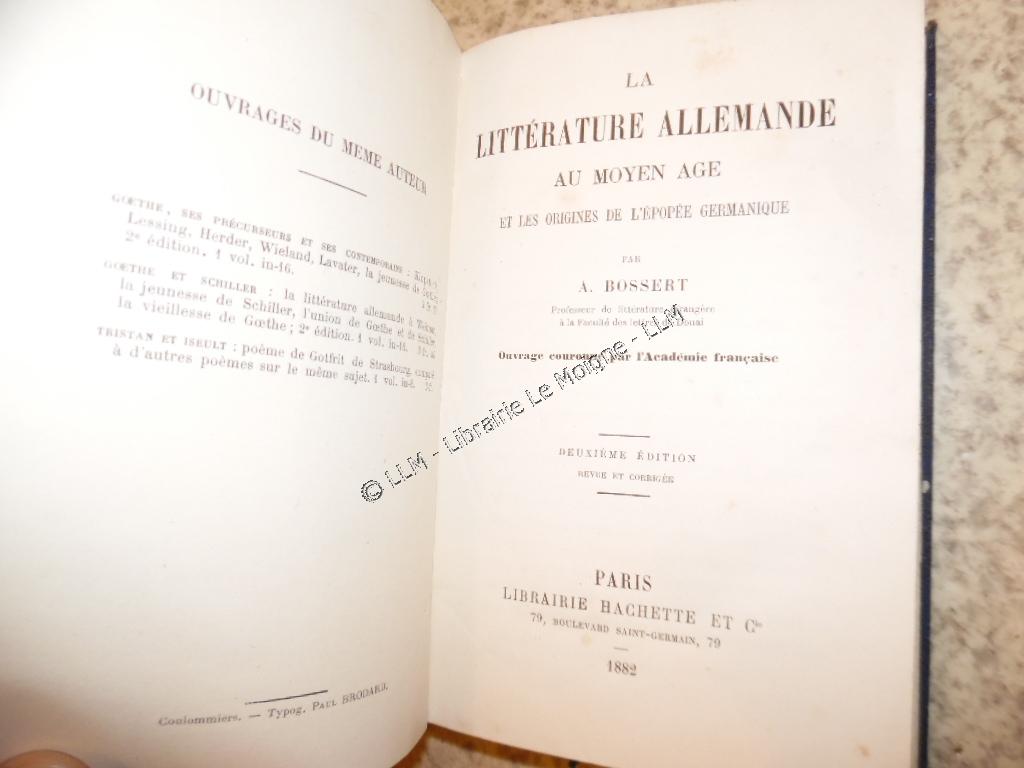 OUVRAGES DU MEME AUTEUR
GŒTHE, SES PRÉCURSEURS ET SES CONTEMPORAINS :
Lessing, Herder, Wieland, Lavater, la jeunesse de
2e édition. 1 vol. in-16.
GŒTHE ET SCHILLER : la littérature allemande à
la jeunesse de Schiller, l'union de Gœthe et de
la vieillesse de Gœthe ; 2e édition. 1 vol. in-16.
TRISTAN ET ISEULT : poème de Gotfrit de Strasbourg,
à d'autres poèmes sur le même sujet. 1 vol.
Coulommiers. — Typog. PAUL BRODARD.
LA
LITTÉRATURE ALLEMANDE
AU MOYEN AGE
ET LES ORIGINES DE L'ÉPOPÉE GERMANIQUE
PAR
A. BOSSERT
Professeur de littérature étrangère
à la Faculté des lettres de Douai
Ouvrage couronné par l'Académie française
DEUXIÈME ÉDITION
REVUE ET CORRIGÉE
PARIS
LIBRAIRIE HACHETTE ET Cie
79, BOULEVARD SAINT-GERMAIN, 79
1882
© LLM - Librairie Le Moigne - LLM